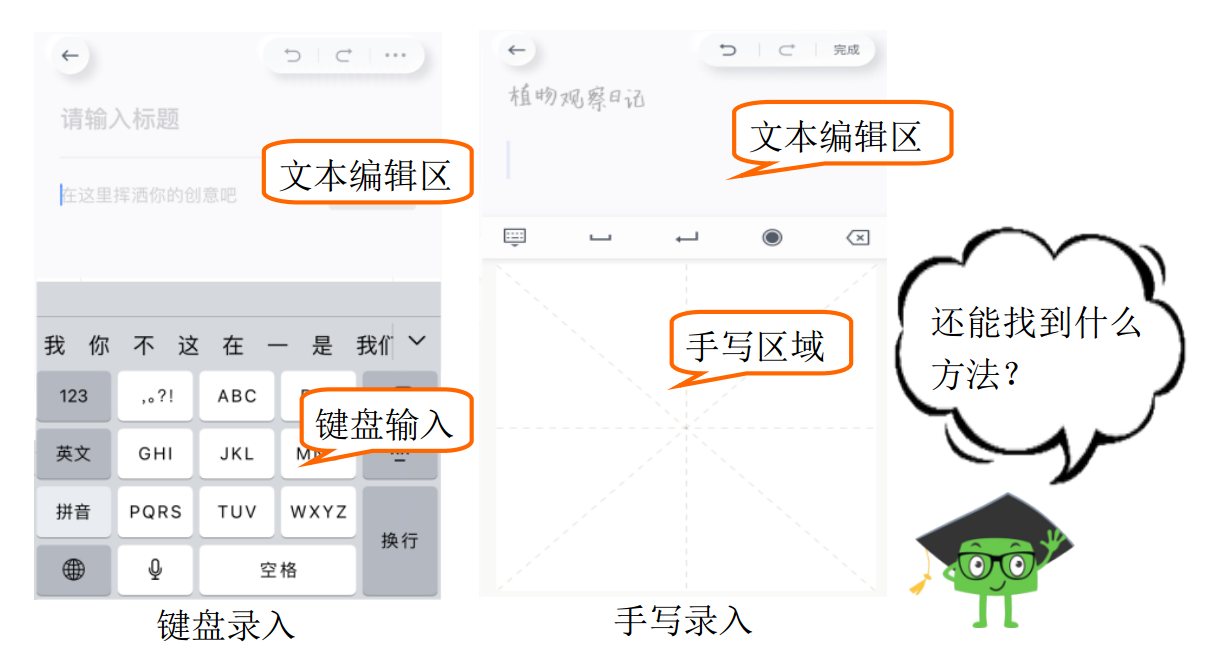 请输入标题
文本编辑区
在这里挥洒你的创意吧
我 你 不 这 在 一 是 我们
123 ,。?! ABC
键盘输入
英文 GHI JKL
拼音 PQRS TUV WXYZ
换行
空格
键盘录入
完成
植物观察日记
文本编辑区
手写区域
手写录入
还能找到什么
方法？